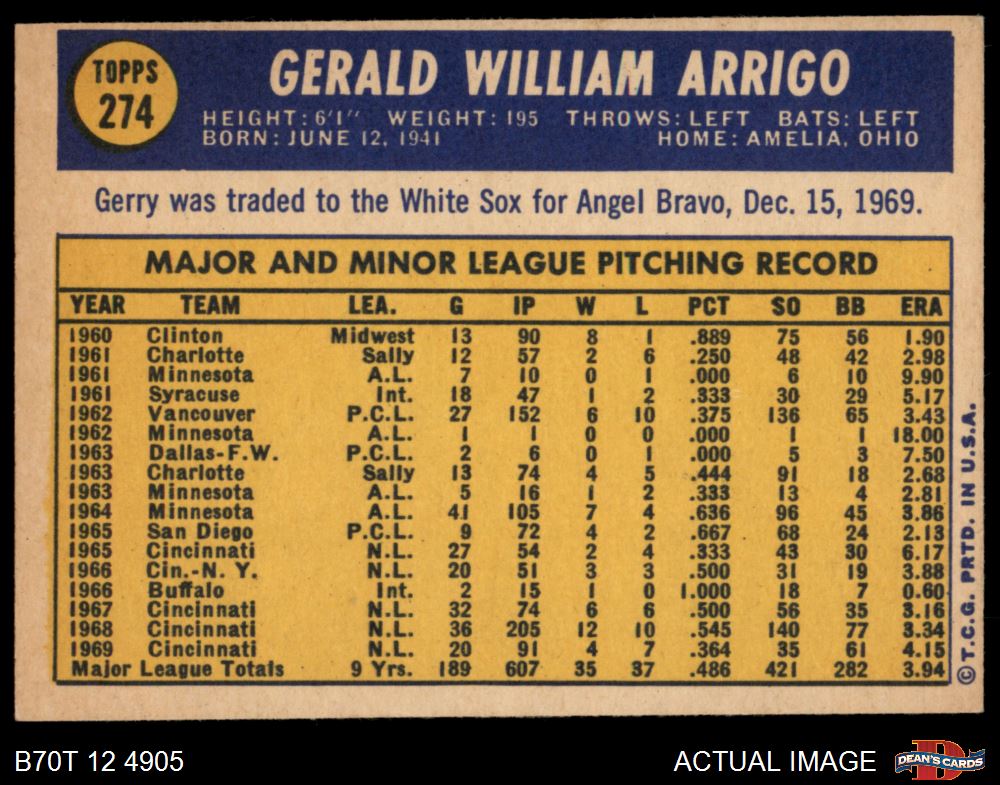 TOPPS
274
GERALD WILLIAM ARRIGO
HEIGHT: 6'1" WEIGHT: 195 THROWS: LEFT BATS: LEFT
BORN: JUNE 12, 1941 HOME: AMELIA, OHIO
Gerry was traded to the White Sox for Angel Bravo, Dec. 15, 1969.
MAJOR AND MINOR LEAGUE PITCHING RECORD
YEAR TEAM LEA. G IP W L PCT SO BB ERA
1960 Clinton Midwest 13 90 8 1 .889 75 56 1.90
1961 Charlotte Sally 12 57 2 6 .250 48 42 2.98
1961 Minnesota A.L. 7 10 0 1 .000 6 10 9.90
1961 Syracuse Int. 18 47 1 2 .333 30 29 5.17
1962 Vancouver P.C.L. 27 152 6 10 .375 136 65 3.43
1962 Minnesota A.L. 1 1 0 0 .000 1 1 18.00
1963 Dallas-F.W. P.C.L. 2 6 0 1 .000 5 3 7.50
1963 Charlotte Sally 13 74 4 5 .444 91 18 2.68
1963 Minnesota A.L. 5 16 1 2 .333 13 4 2.81
1964 Minnesota A.L. 41 105 7 4 .636 96 45 3.86
1965 San Diego P.C.L. 9 72 4 2 .667 68 24 2.13
1965 Cincinnati N.L. 27 54 2 4 .333 43 30 6.17
1966 Cin.-N. Y. N.L. 20 51 3 3 .500 31 19 3.88
1966 Buffalo Int. 2 15 1 0 1.000 18 7 0.60
1967 Cincinnati N.L. 32 74 6 6 .500 56 35 3.16
1968 Cincinnati N.L. 36 205 12 10 .545 140 77 3.34
1969 Cincinnati N.L. 20 91 4 7 .364 35 61 4.15
Major League Totals 9 Yrs. 189 607 35 37 .486 421 282 3.94
© T.C.G. PRTD. IN U.S.A.
B70T 12 4905 ACTUAL IMAGE
DEAN'S CARDS